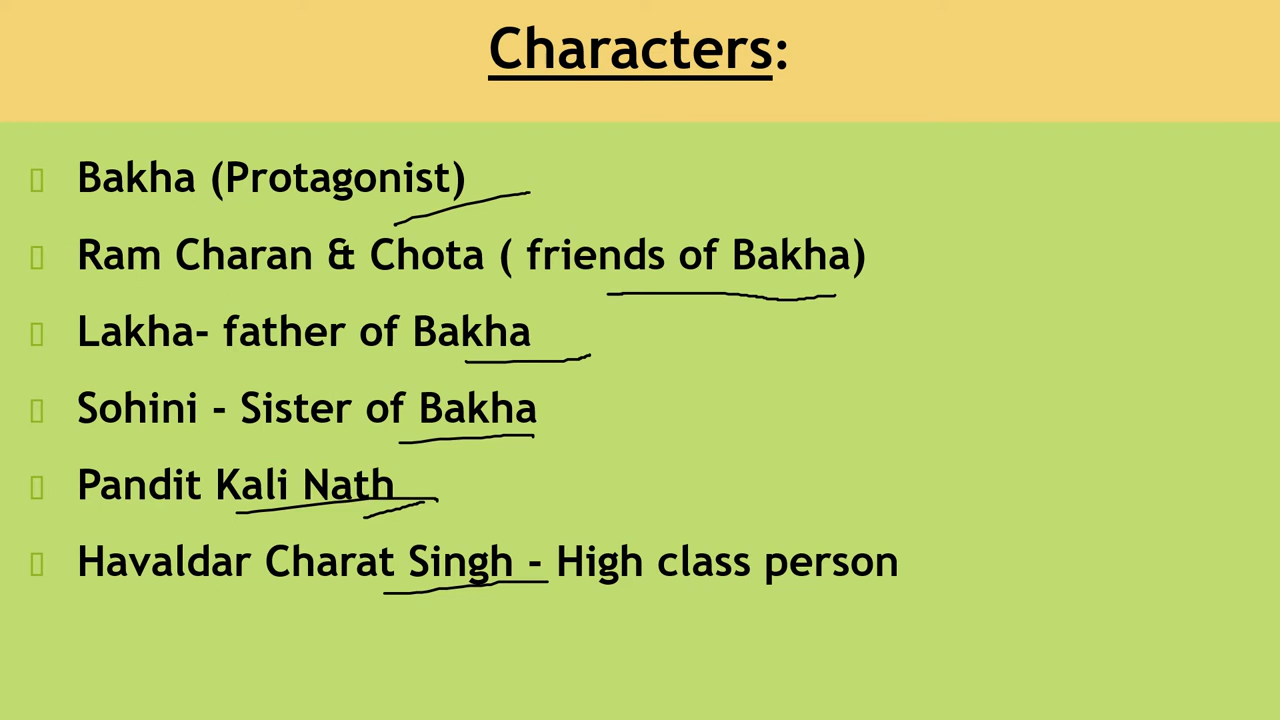 Characters:
Bakha (Protagonist)
Ram Charan & Chota ( friends of Bakha)
Lakha- father of Bakha
Sohini - Sister of Bakha
Pandit Kali Nath
Havaldar Charat Singh - High class person